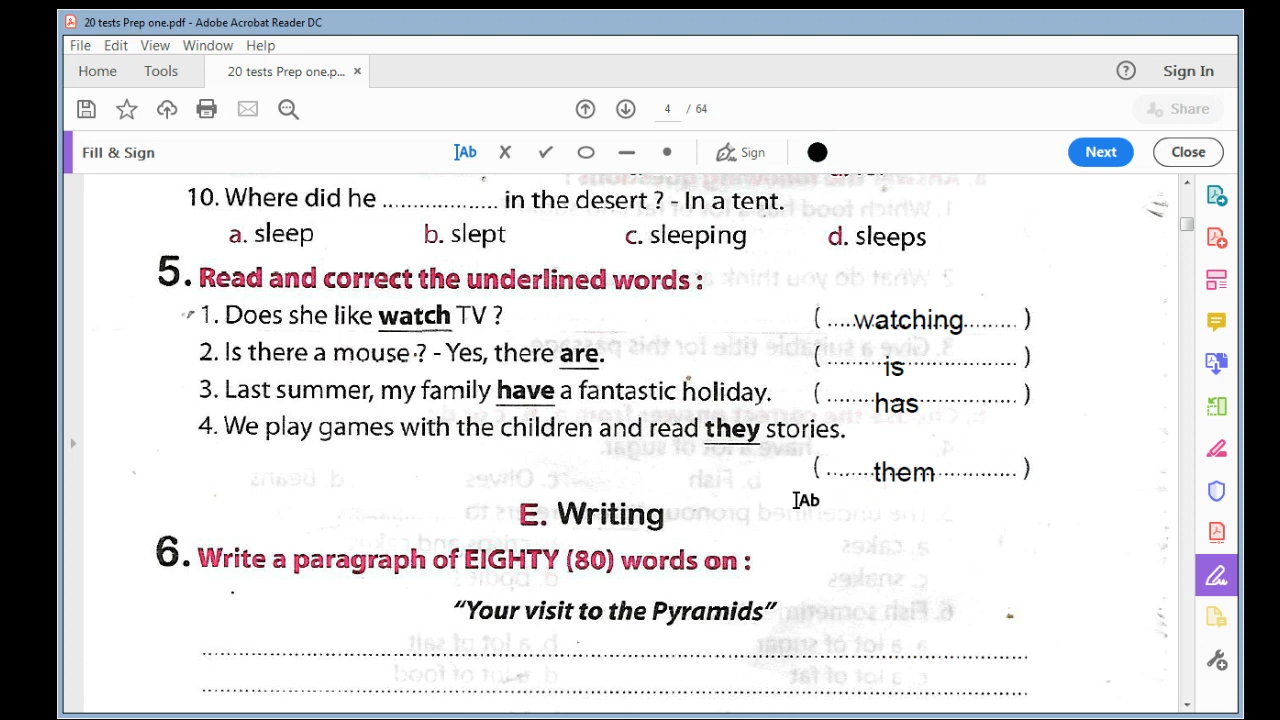 20 tests Prep one.pdf - Adobe Acrobat Reader DC
File Edit View Window Help
Home Tools 20 tests Prep one.p... × Sign In
4 / 64 Share
Fill & Sign Ab Sign Next Close
10. Where did he .................. in the desert ? - In a tent.
a. sleep b. slept c. sleeping d. sleeps
5. Read and correct the underlined words :
1. Does she like watch TV ? ( ....watching........ )
2. Is there a mouse ? - Yes, there are. ( ..........is.................. )
3. Last summer, my family have a fantastic holiday. ( ..........has.................. )
4. We play games with the children and read they stories.
( .........them............... )
Ab
E. Writing
6. Write a paragraph of EIGHTY (80) words on :
“Your visit to the Pyramids”